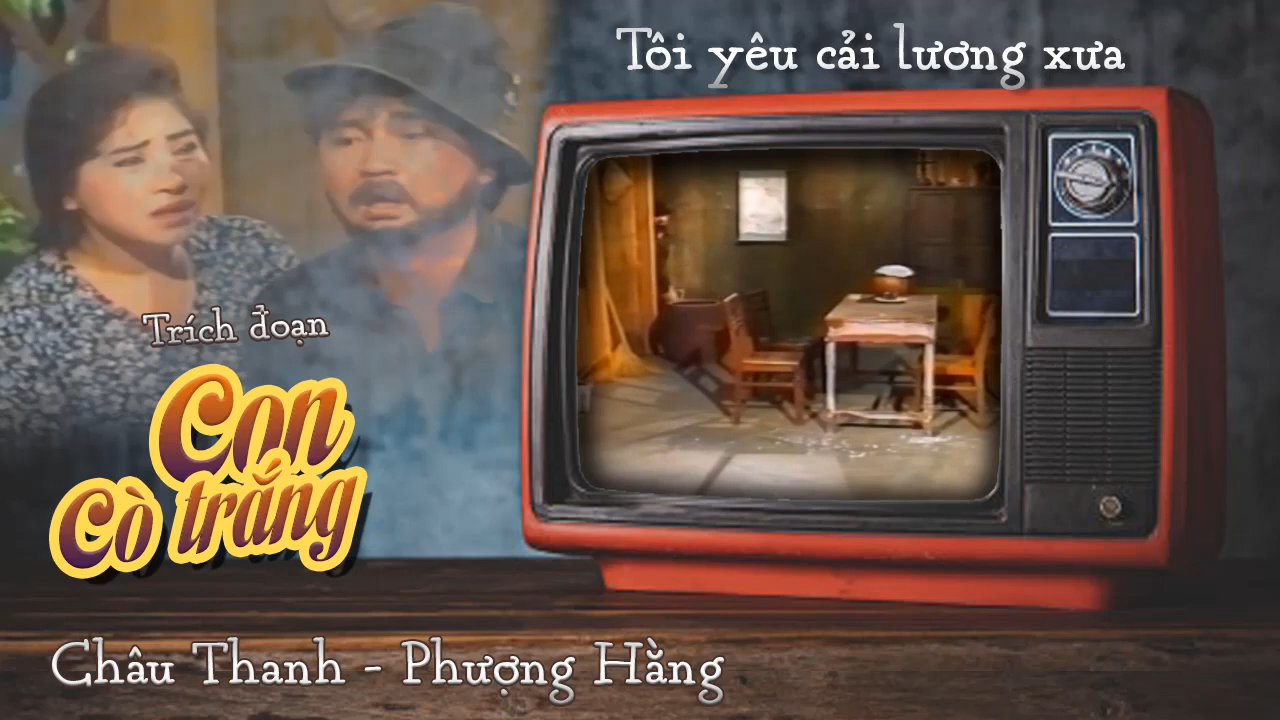 Tôi yêu cải lương xưa
Trích đoạn
Con
Cò trắng
Châu Thanh - Phượng Hằng